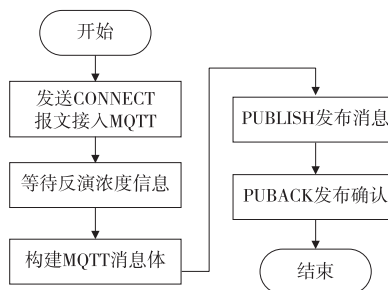 开始
发送CONNECT
报文接入MQTT
等待反演浓度信息
构建MQTT消息体
PUBLISH发布消息
PUBACK发布确认
结束